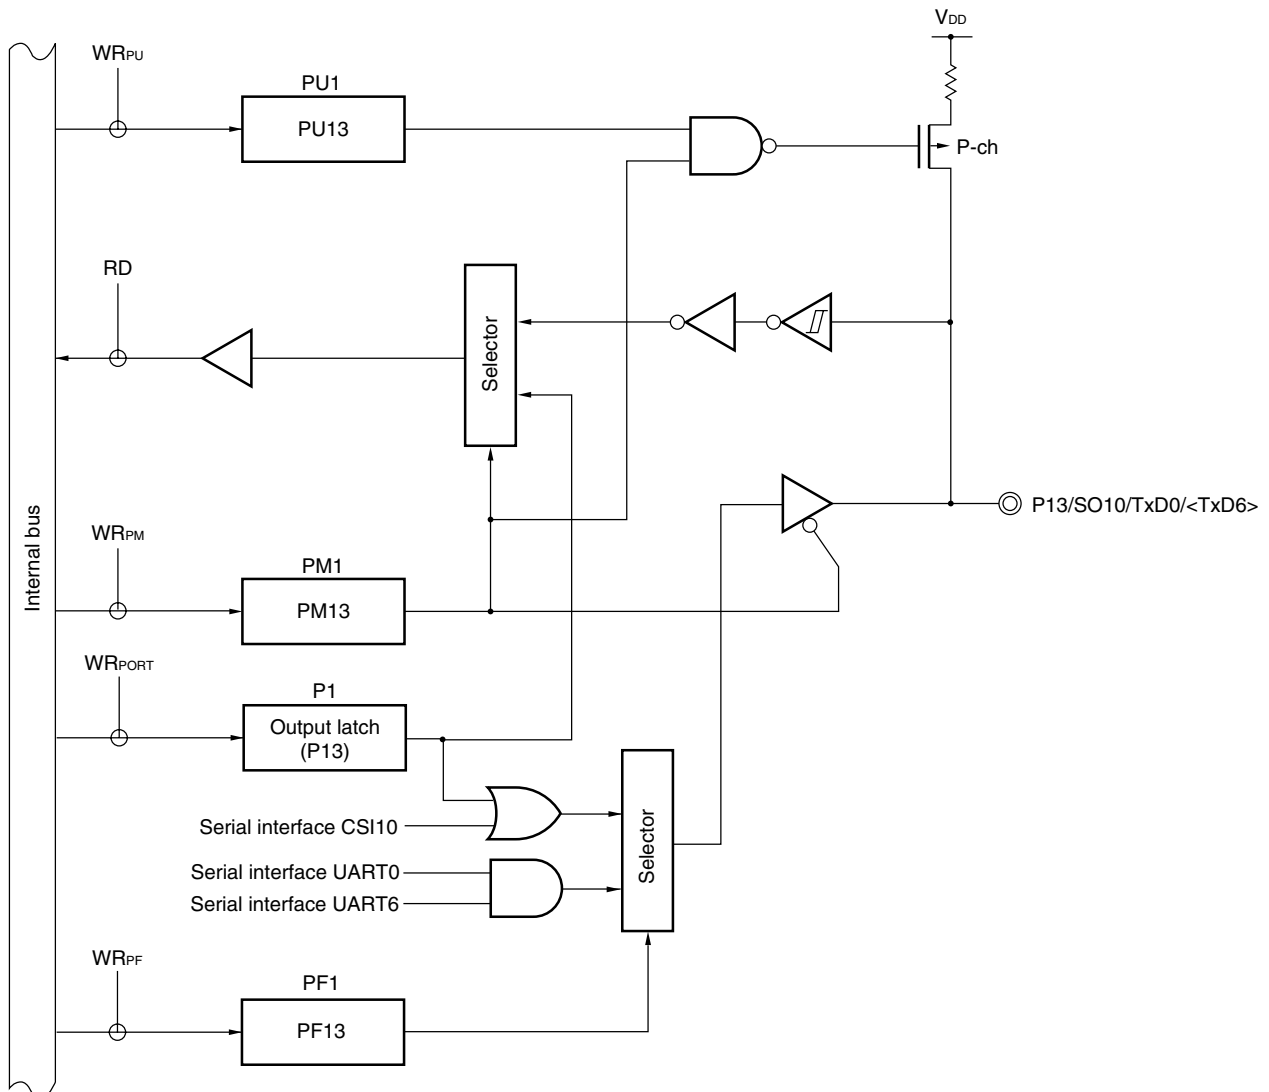 VDD
WRPU
PU1
PU13
P-ch
RD
Selector
P13/SO10/TxD0/<TxD6>
Internal bus
WRPM
PM1
PM13
WRPORT
P1
Output latch
(P13)
Serial interface CSI10
Serial interface UART0
Serial interface UART6
Selector
WRPF
PF1
PF13